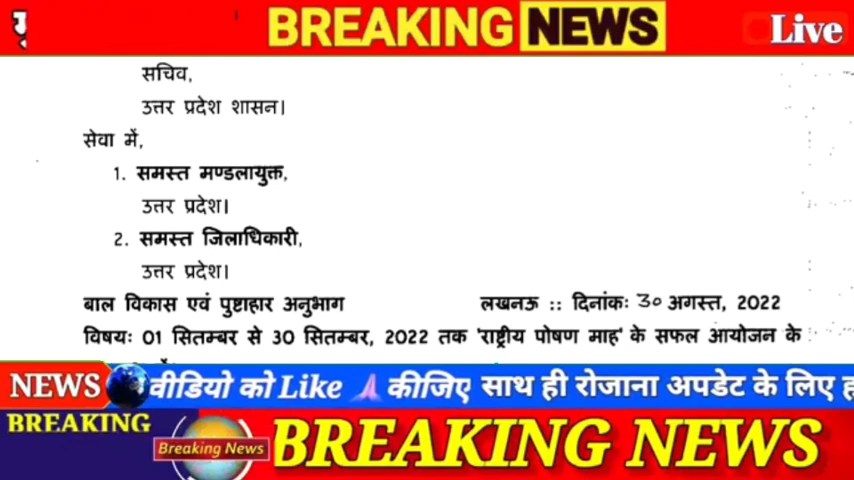 BREAKING NEWS
Live
सचिव,
उत्तर प्रदेश शासन।
सेवा में,
1. समस्त मण्डलायुक्त,
उत्तर प्रदेश।
2. समस्त जिलाधिकारी,
उत्तर प्रदेश।
बाल विकास एवं पुष्टाहार अनुभाग लखनऊ :: दिनांकः 30 अगस्त, 2022
विषयः 01 सितम्बर से 30 सितम्बर, 2022 तक 'राष्ट्रीय पोषण माह' के सफल आयोजन के
NEWS वीडियो को Like 🙏 कीजिए साथ ही रोजाना अपडेट के लिए
BREAKING
Breaking News
BREAKING NEWS